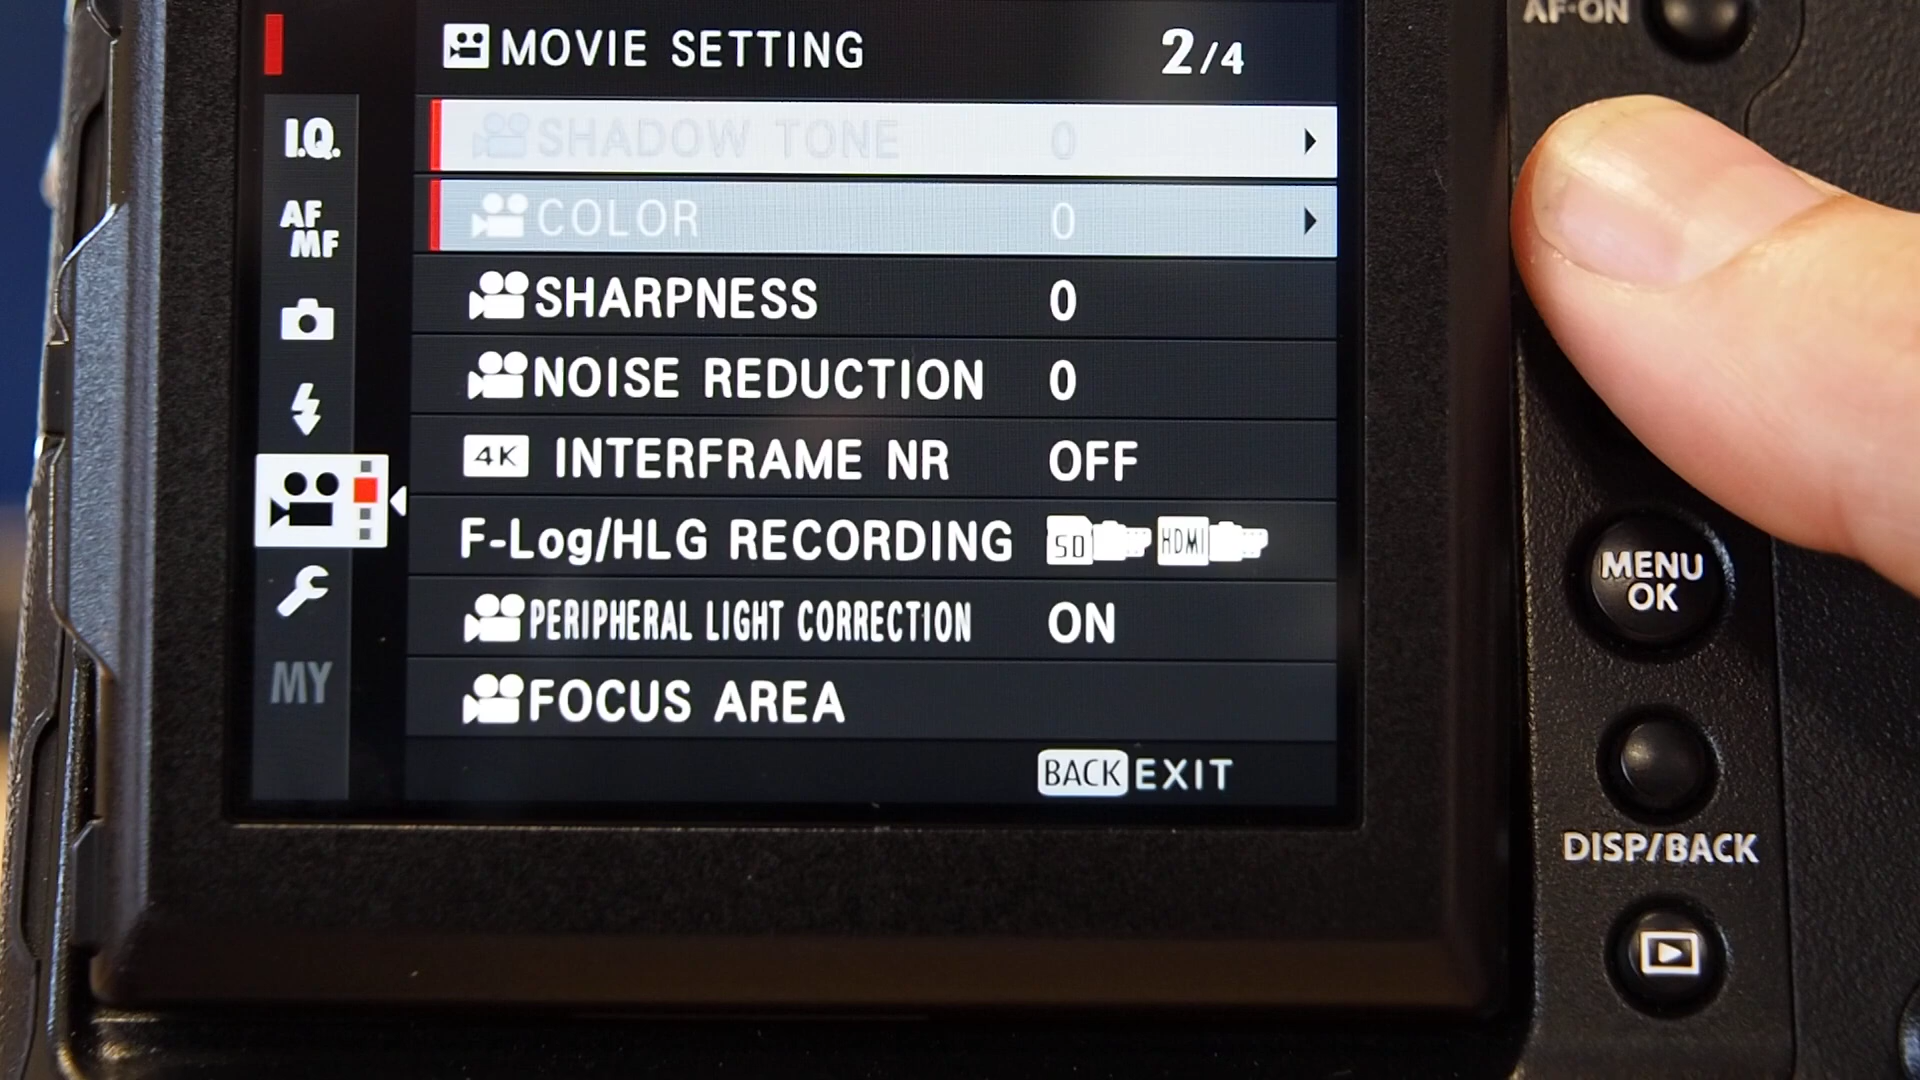 AF-ON
MOVIE SETTING 2/4
I.Q.
AF
MF
MY
SHADOW TONE 0
COLOR 0
SHARPNESS 0
NOISE REDUCTION 0
4K INTERFRAME NR OFF
F-Log/HLG RECORDING SD HDMI
PERIPHERAL LIGHT CORRECTION ON
FOCUS AREA
BACK EXIT
MENU
OK
DISP/BACK